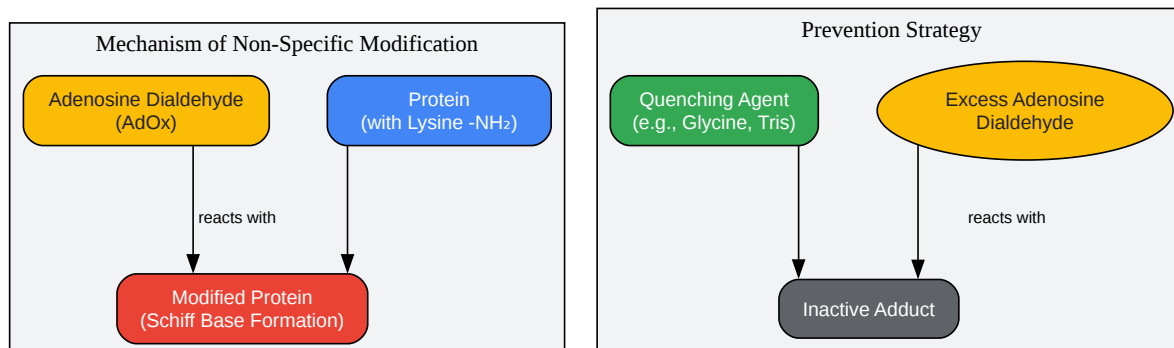 Mechanism of Non-Specific Modification
Adenosine Dialdehyde
(AdOx)
Protein
(with Lysine -NH₂)
reacts with
Modified Protein
(Schiff Base Formation)
Prevention Strategy
Quenching Agent
(e.g., Glycine, Tris)
Excess Adenosine
Dialdehyde
reacts with
Inactive Adduct